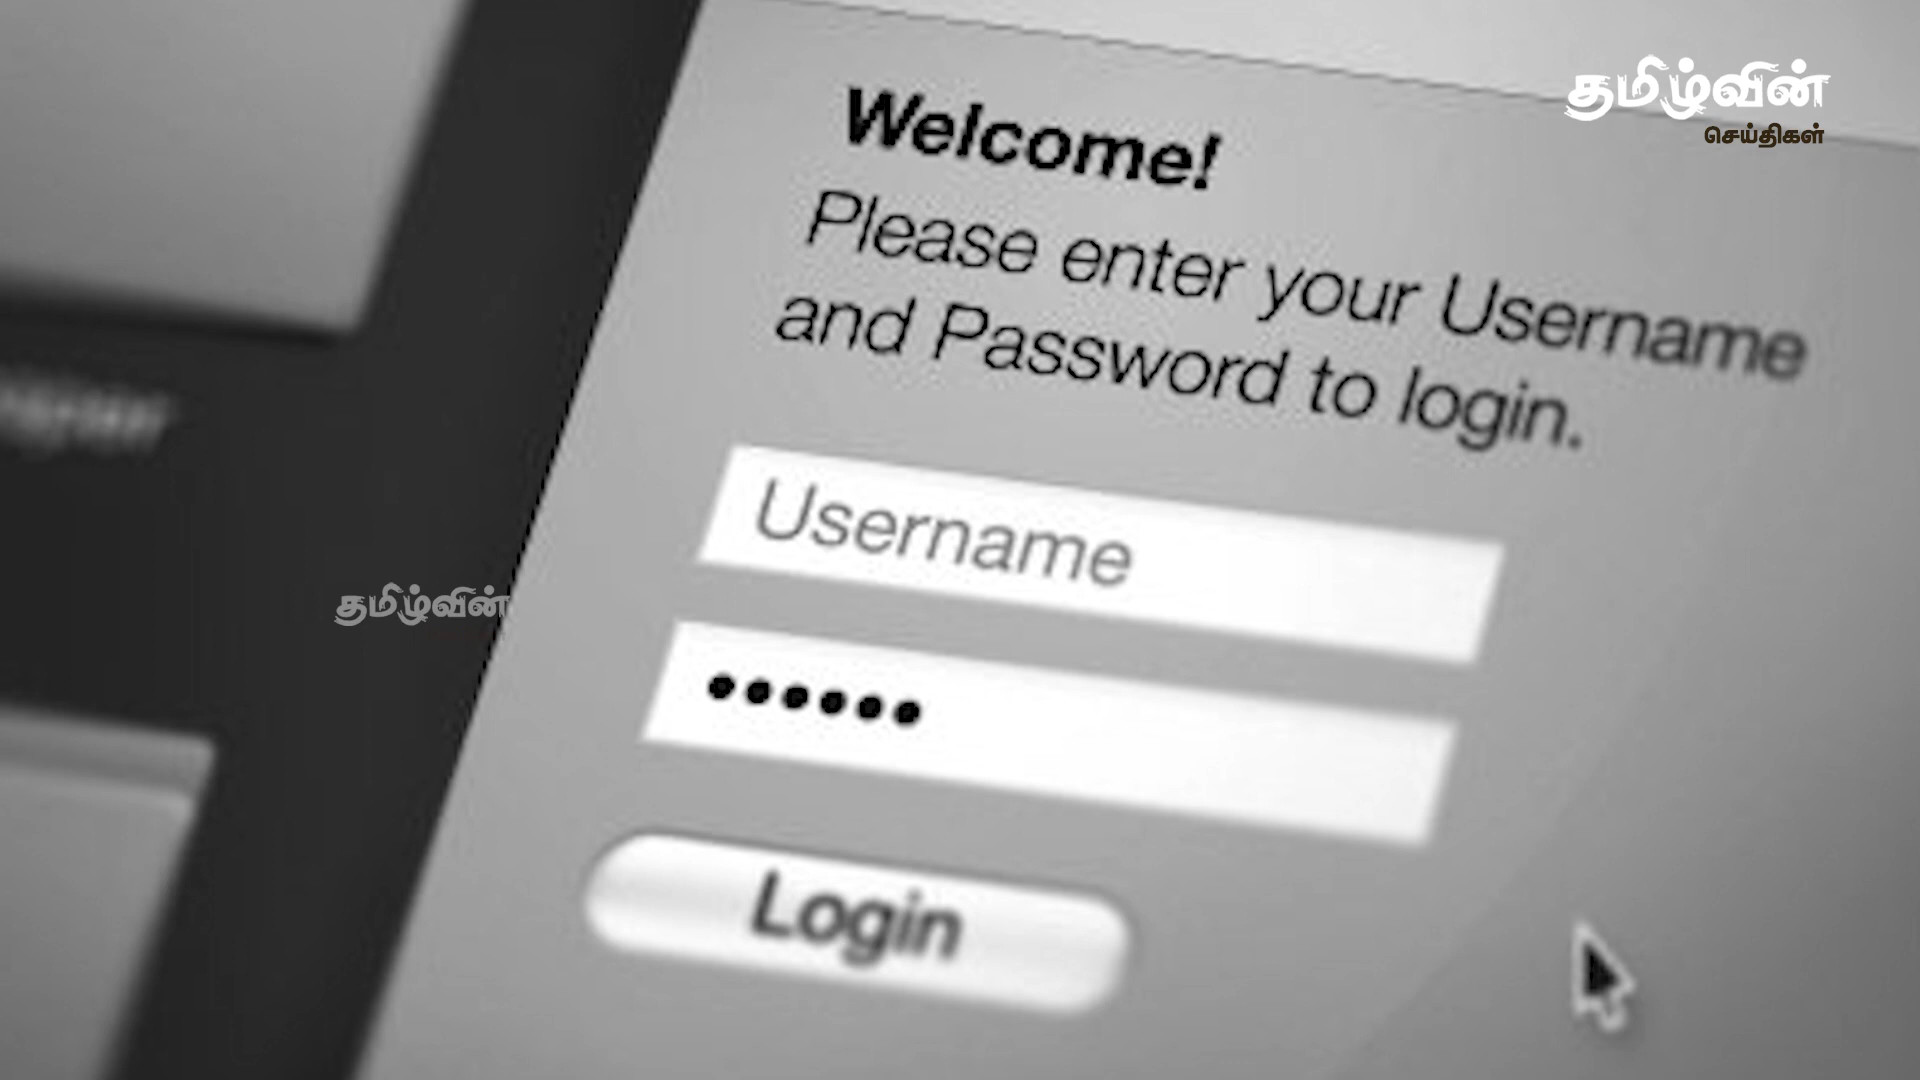 தமிழ்வின்
செய்திகள்
Welcome!
Please enter your Username
and Password to login.
Username
தமிழ்வின்
••••••
Login